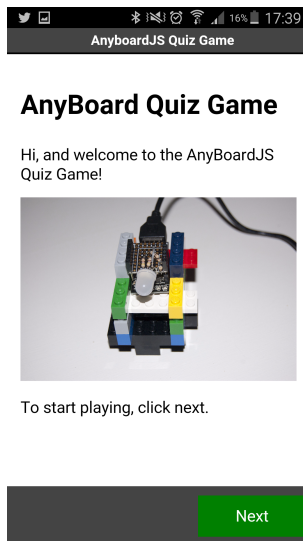 16% 17:39
AnyboardJS Quiz Game
AnyBoard Quiz Game
Hi, and welcome to the AnyBoardJS
Quiz Game!
To start playing, click next.
Next